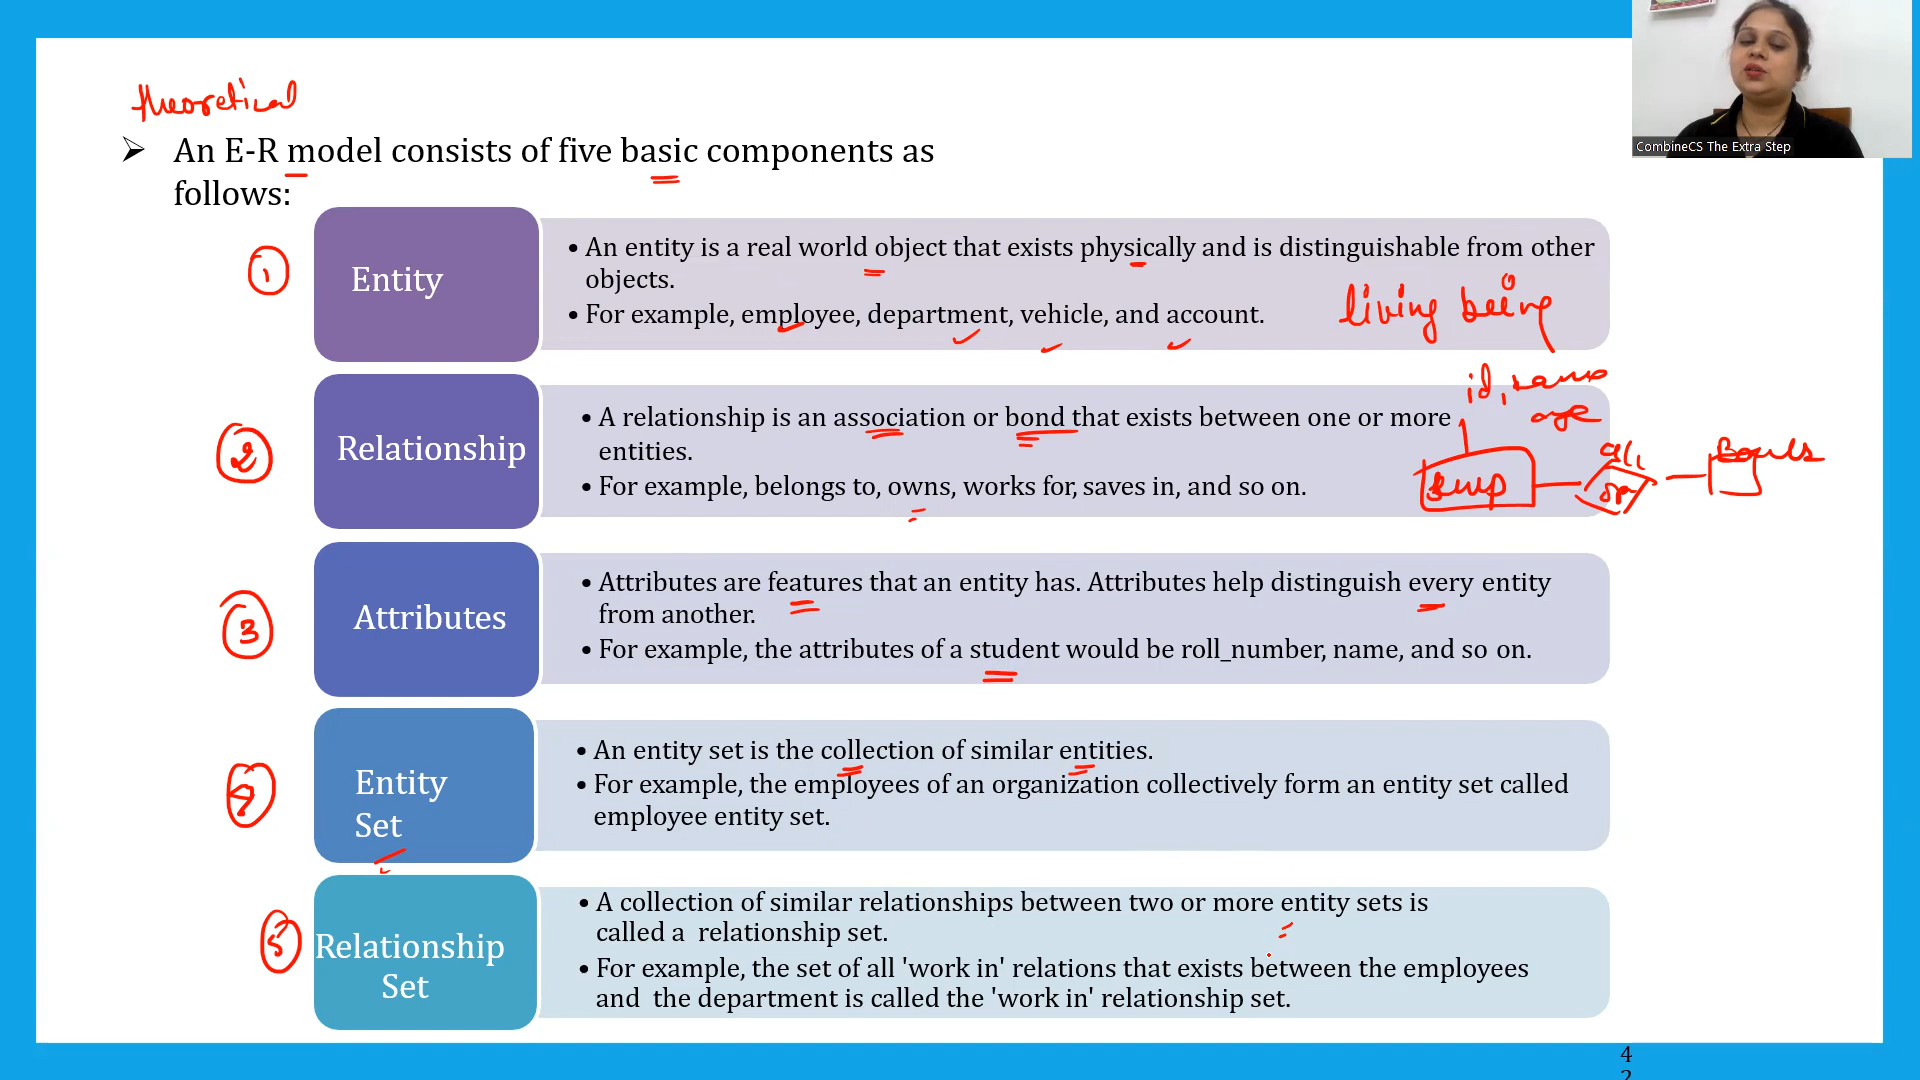 theoretical
➢ An E-R model consists of five basic components as
follows:
1
Entity
• An entity is a real world object that exists physically and is distinguishable from other
objects.
• For example, employee, department, vehicle, and account.
living being
id, name
age
2
Relationship
• A relationship is an association or bond that exists between one or more
entities.
• For example, belongs to, owns, works for, saves in, and so on.
emp
3
Attributes
• Attributes are features that an entity has. Attributes help distinguish every entity
from another.
• For example, the attributes of a student would be roll_number, name, and so on.
Entity
Set
• An entity set is the collection of similar entities.
• For example, the employees of an organization collectively form an entity set called
employee entity set.
5
Relationship
Set
• A collection of similar relationships between two or more entity sets is
called a relationship set.
• For example, the set of all 'work in' relations that exists between the employees
and the department is called the 'work in' relationship set.
CombineCS The Extra Step
4